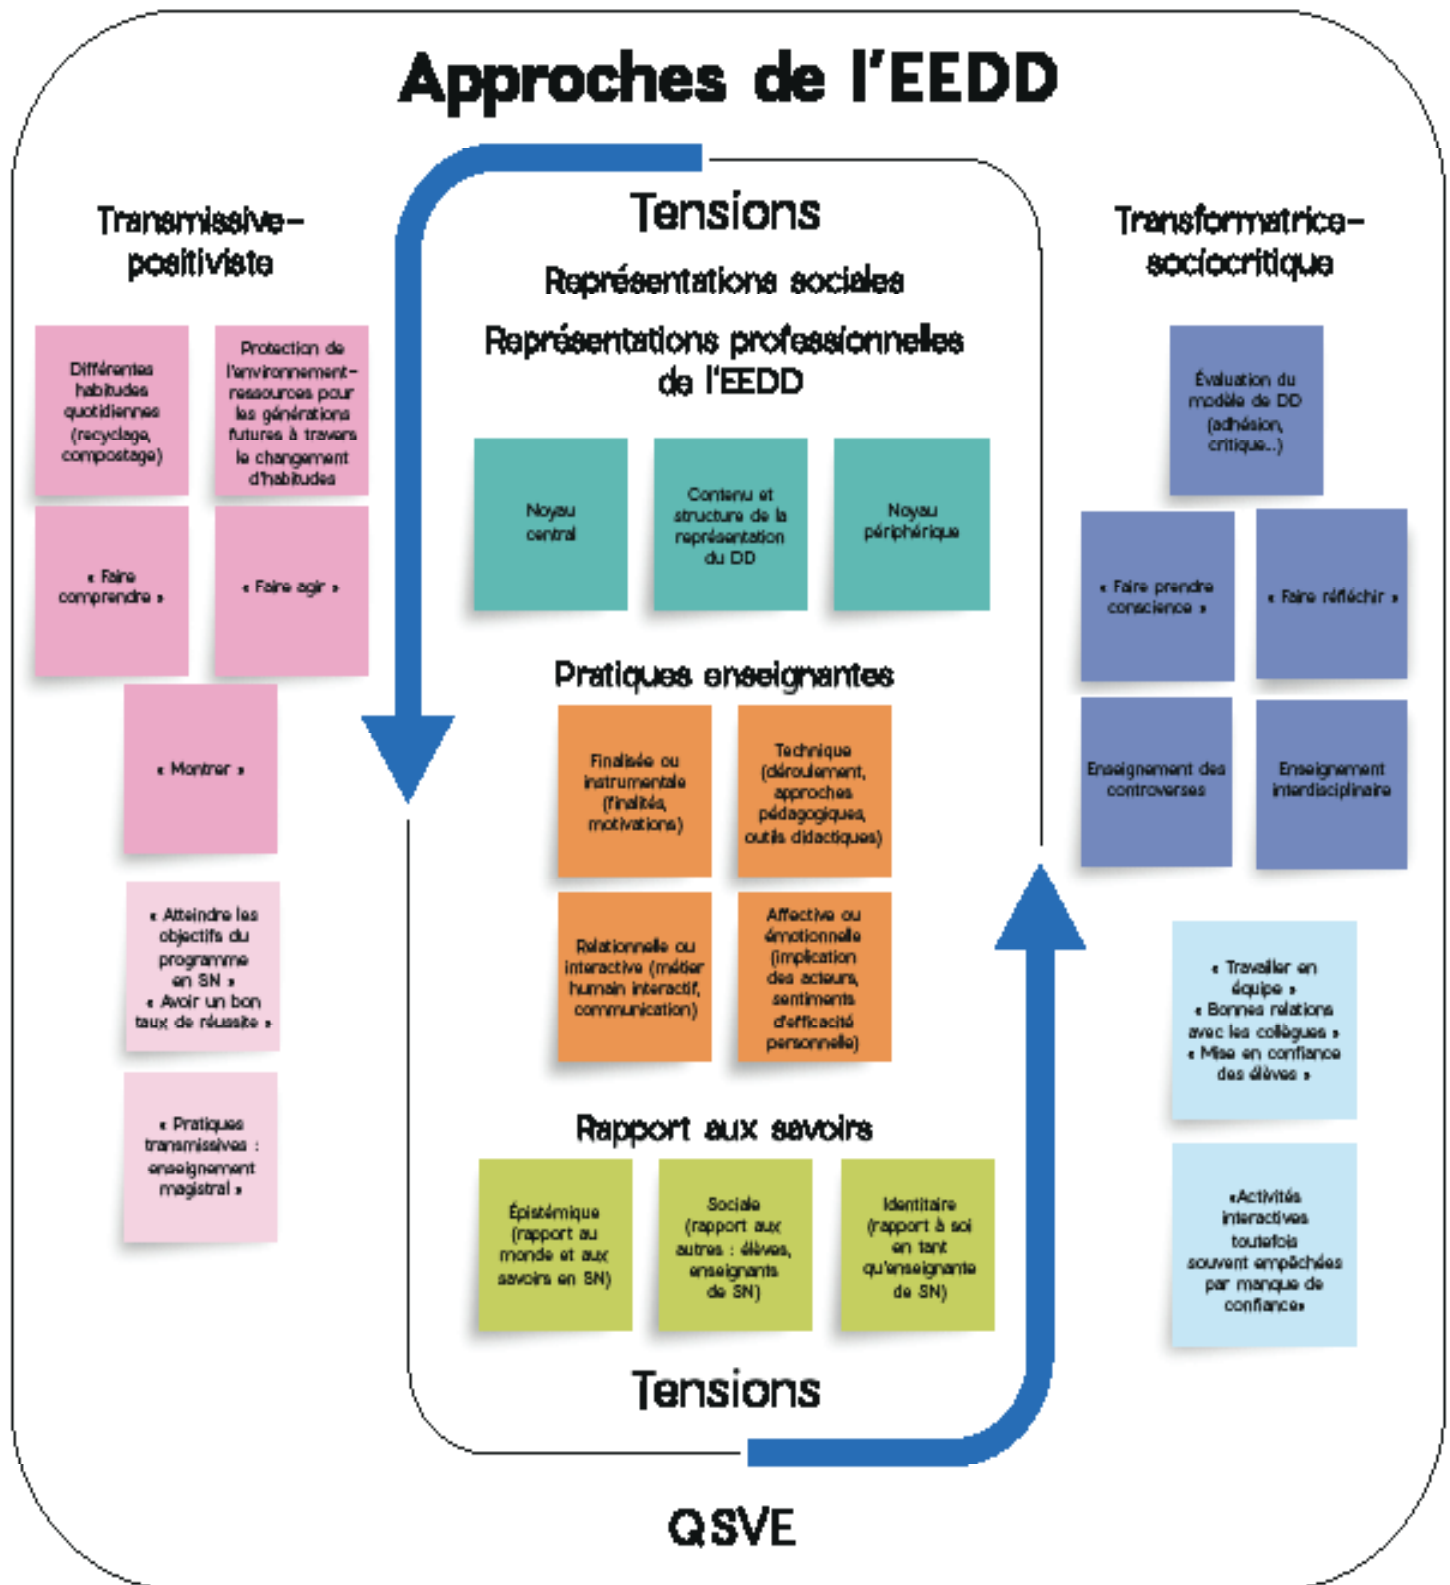 Approches de l'EEDD
Transmissive-
positiviste
Différentes
habitudes
quotidiennes
(recyclage,
compostage)
Protection de
l'environnement-
ressources pour
les générations
futures à travers
le changement
d'habitudes
« Faire
comprendre »
« Faire agir »
« Montrer »
« Atteindre les
objectifs du
programme
en SN »
« Avoir un bon
taux de réussite »
« Pratiques
transmissives :
enseignement
magistral »
Tensions
Représentations sociales
Représentations professionnelles
de l'EEDD
Noyau
central
Contenu et
structure de la
représentation
du DD
Noyau
périphérique
Pratiques enseignantes
Finalisée ou
instrumentale
(finalités,
motivations)
Technique
(déroulement,
approches
pédagogiques,
outils didactiques)
Relationnelle ou
interactive (métier
humain interactif,
communication)
Affective ou
émotionnelle
(implication
des acteurs,
sentiments
d'efficacité
personnelle)
Rapport aux savoirs
Épistémique
(rapport au
monde et aux
savoirs en SN)
Sociale
(rapport aux
autres : élèves,
enseignants
de SN)
Identitaire
(rapport à soi
en tant
qu'enseignante
de SN)
Tensions
Transformatrice-
sociocritique
Évaluation du
modèle de DD
(adhésion,
critique...)
« Faire prendre
conscience »
« Faire réfléchir »
Enseignement des
controverses
Enseignement
interdisciplinaire
« Travailler en
équipe »
« Bonnes relations
avec les collègues »
« Mise en confiance
des élèves »
«Activités
interactives
toutefois
souvent empêchées
par manque de
confiance»
QSVE